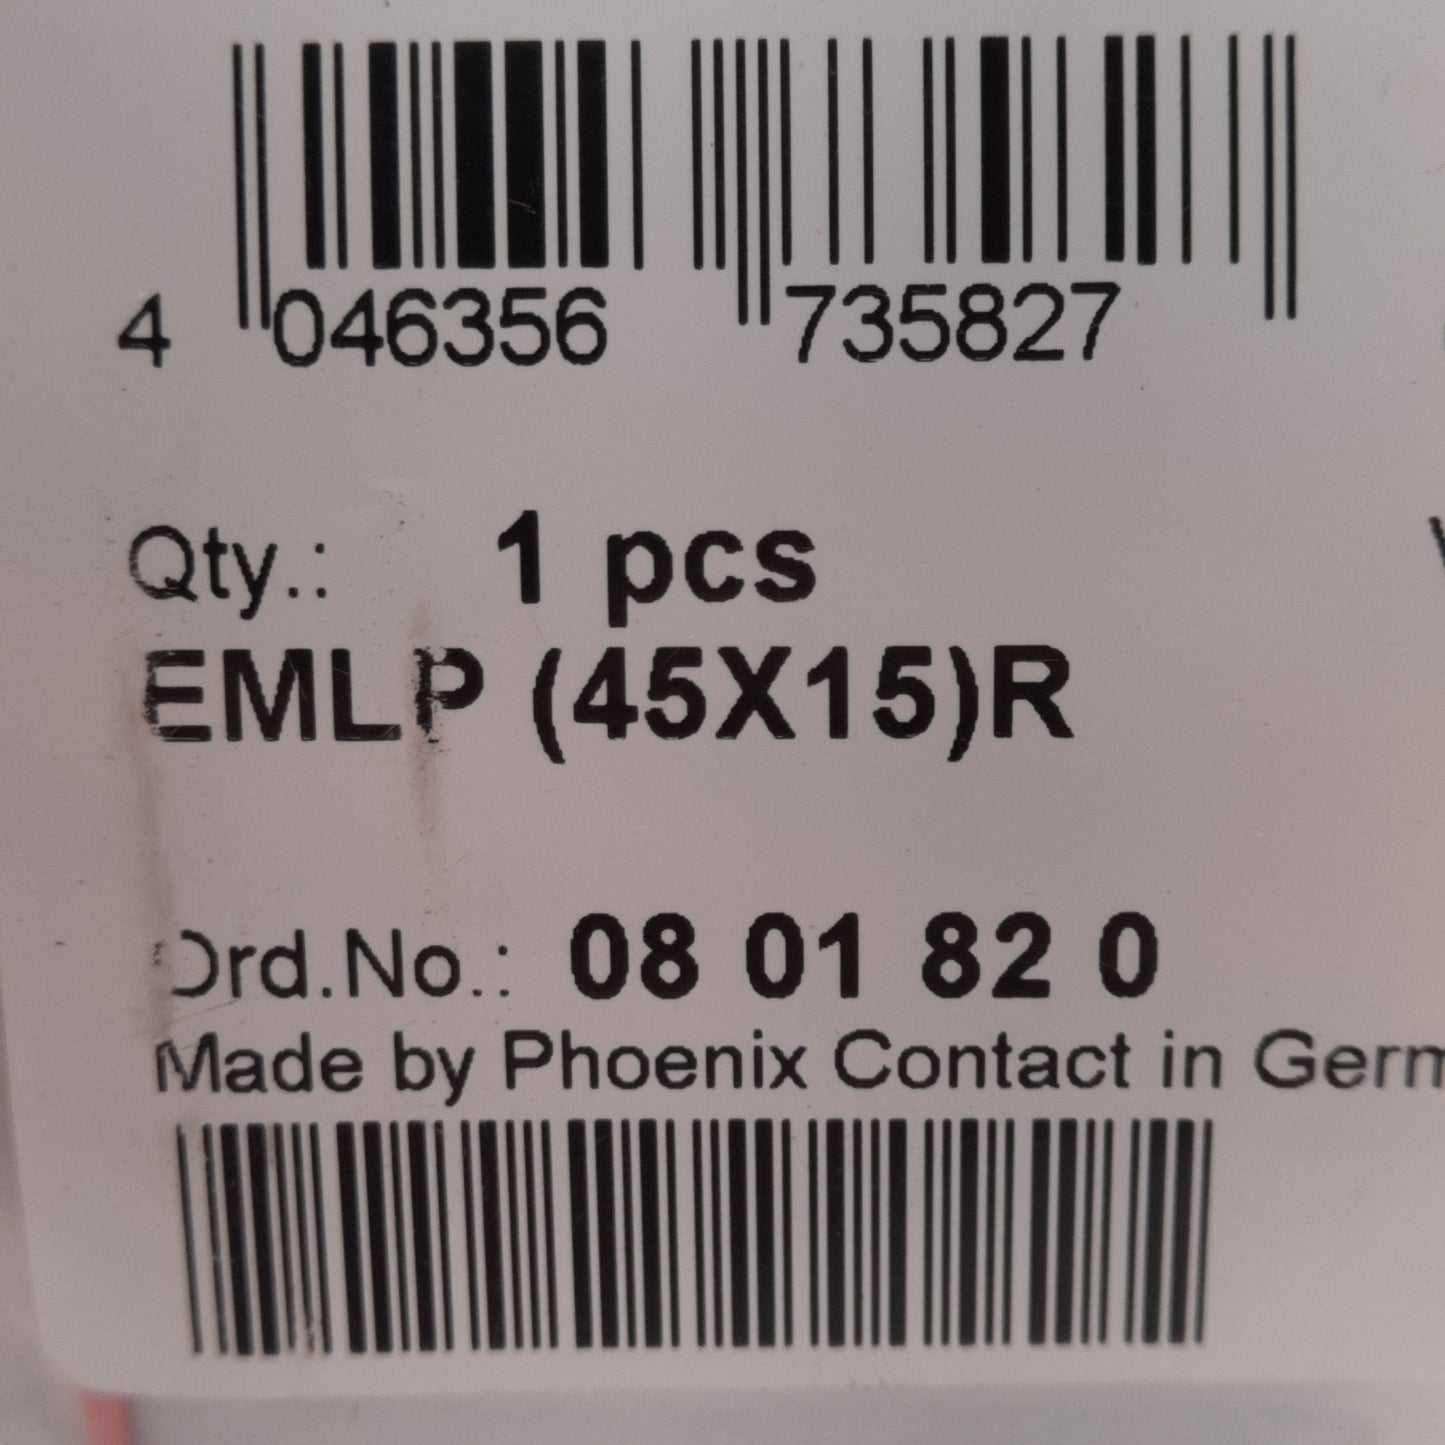 4 046356 735827
Qty.: 1 pcs
EMLP (45X15)R
Ord.No.: 08 01 82 0
Made by Phoenix Contact in Germ